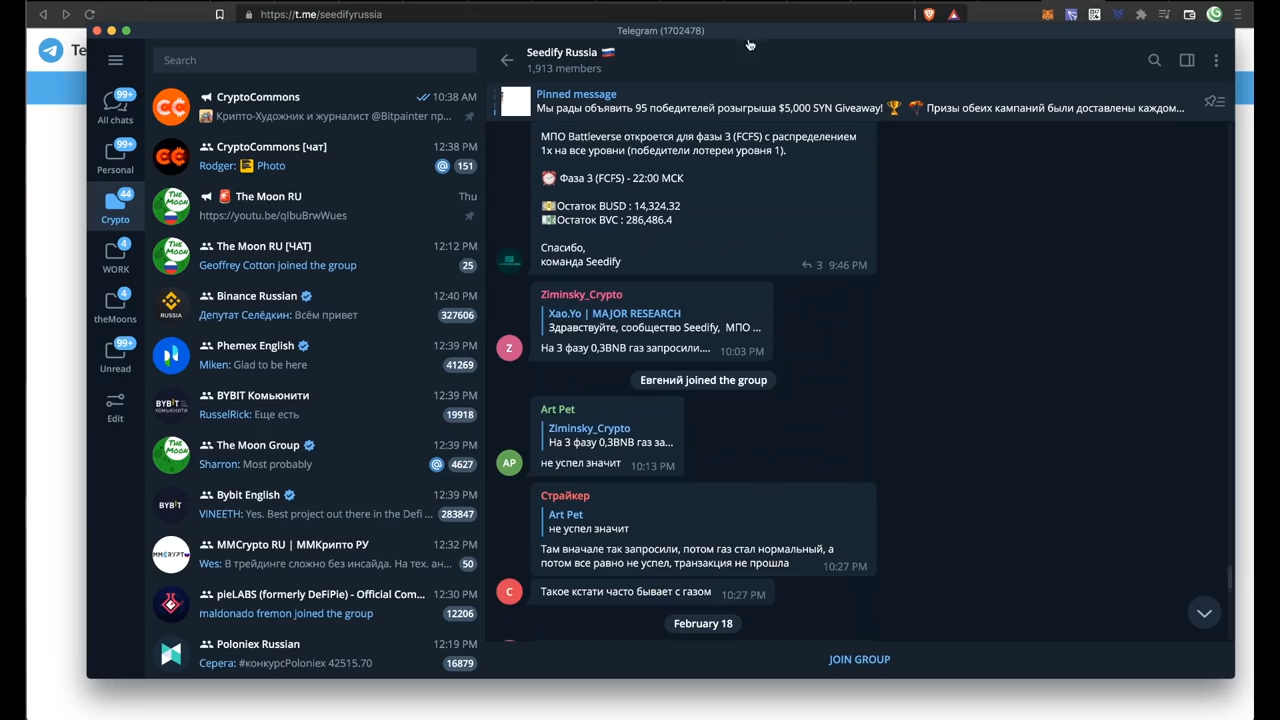 https://t.me/seedifyrussia
Te
Telegram (1702478)
Search
Seedify Russia
1,913 members
Pinned message
Мы рады объявить 95 победителей розыгрыша $5,000 SYN Giveaway! 🏆 Призы обеих кампаний были доставлены каждом...
99+
All chats
99+
Personal
44
Crypto
4
WORK
4
theMoons
99+
Unread
Edit
CryptoCommons
10:38 AM
Крипто-Художник и журналист @Bitpainter пр...
CryptoCommons [чат]
12:38 PM
Rodger: Photo
@ 151
The Moon RU
Thu
https://youtu.be/qIbuBrwWues
The Moon RU [ЧАТ]
12:12 PM
Geoffrey Cotton joined the group
25
Binance Russian
12:40 PM
Депутат Селёдкин: Всём привет
327606
Phemex English
12:39 PM
Miken: Glad to be here
41269
BYBIT Комьюнити
12:39 PM
RusselRick: Еще есть
19918
The Moon Group
12:39 PM
Sharron: Most probably
@ 4627
Bybit English
12:39 PM
VINEETH: Yes. Best project out there in the Defi ...
283847
MMCrypto RU | ММКрипто РУ
12:32 PM
Wes: В трейдинге сложно без инсайда. На тех. ан...
50
pieLABS (formerly DeFiPie) - Official Com...
12:30 PM
maldonado fremon joined the group
12206
Poloniex Russian
12:19 PM
Серега: #конкурсPoloniex 42515.70
16879
МПО Battleverse откроется для фазы 3 (FCFS) с распределением
1x на все уровни (победители лотереи уровня 1).
⏰ Фаза 3 (FCFS) - 22:00 МСК
💴Остаток BUSD : 14,324.32
💵Остаток BVC : 286,486.4
Спасибо,
команда Seedify
3 9:46 PM
Ziminsky_Crypto
Xao.Yo | MAJOR RESEARCH
Здравствуйте, сообщество Seedify, МПО ...
На 3 фазу 0,3BNB газ запросили....
10:03 PM
Z
Евгений joined the group
Art Pet
Ziminsky_Crypto
На 3 фазу 0,3BNB газ за...
не успел значит
10:13 PM
AP
Страйкер
Art Pet
не успел значит
Там вначале так запросили, потом газ стал нормальный, а
потом все равно не успел, транзакция не прошла
10:27 PM
Такое кстати часто бывает с газом
10:27 PM
С
February 18
JOIN GROUP